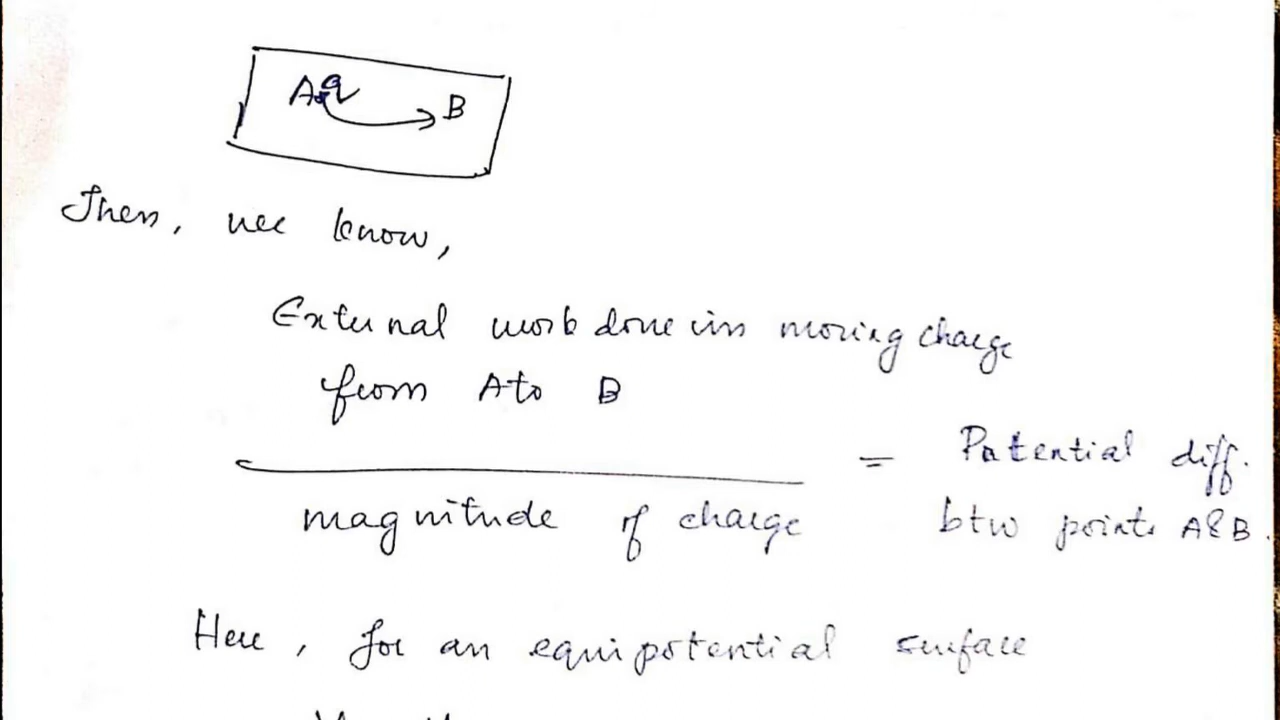 A q B
Then, we know,
External work done in moving charge
from A to B
= Potential diff.
magnitude of charge btw points A & B.
Here, for an equipotential surface